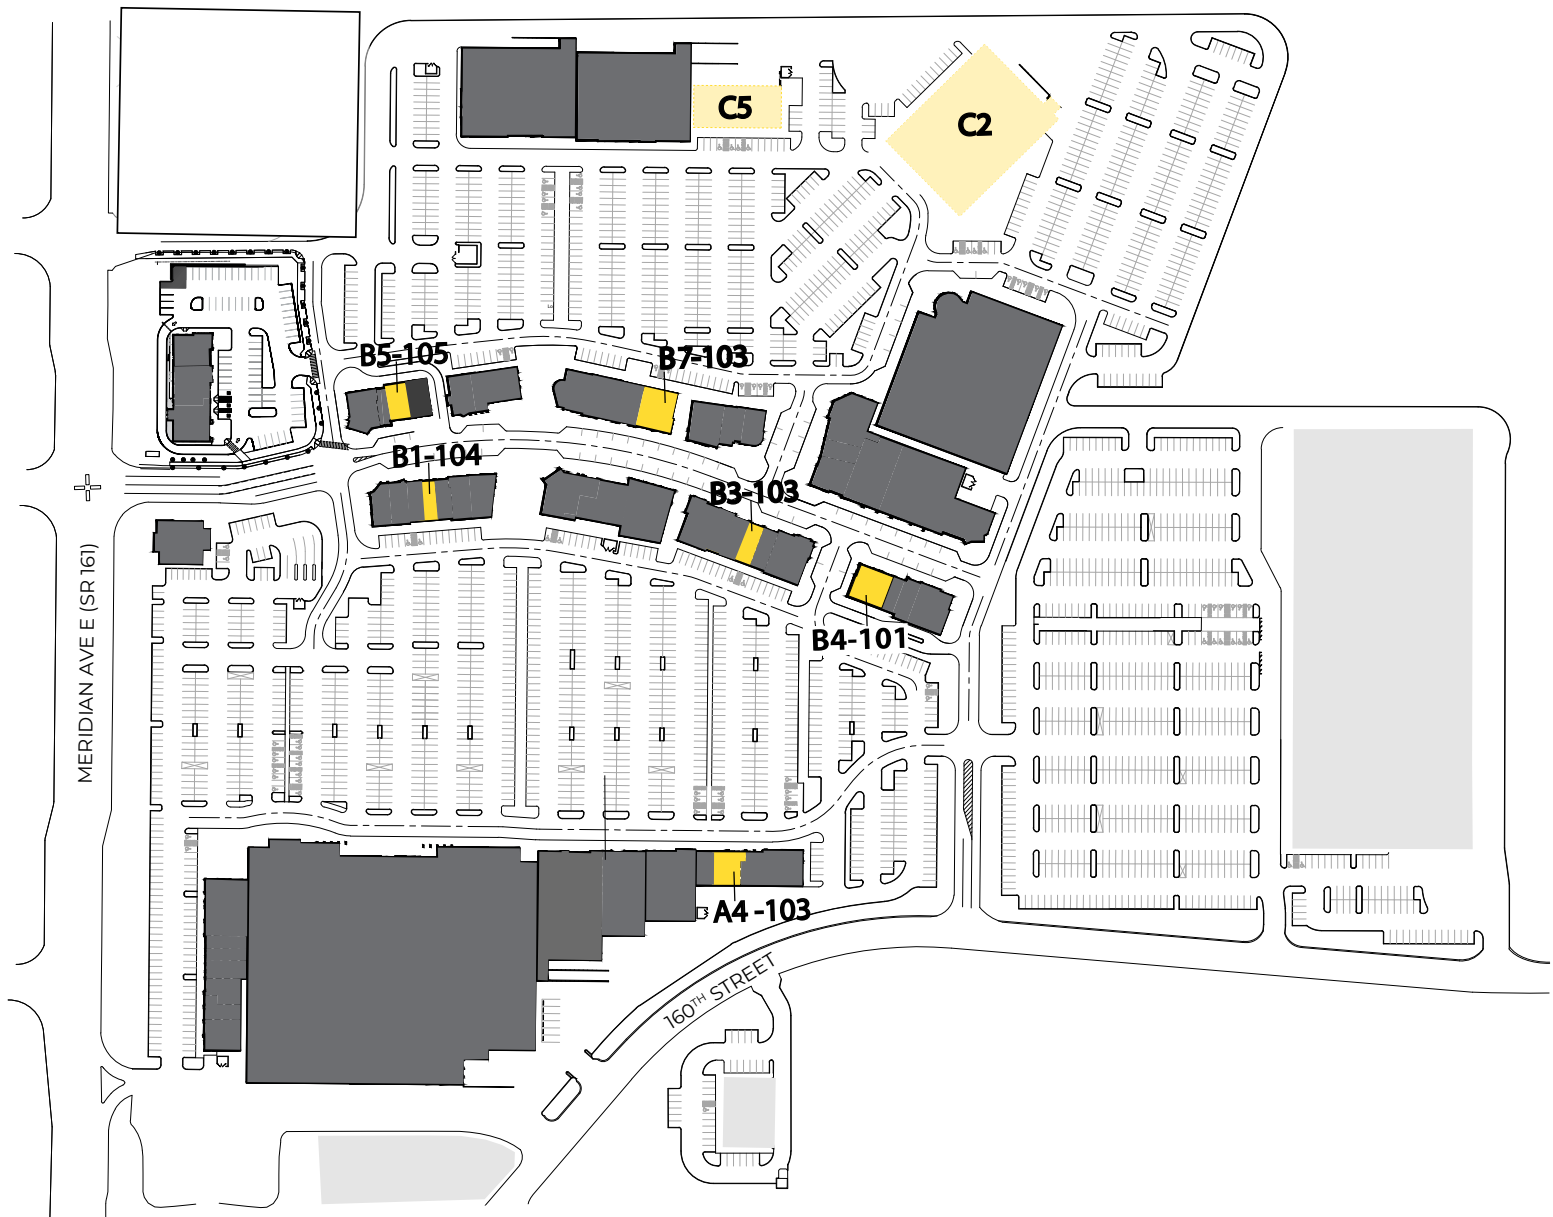 C5
C2
B5-105
B7-103
B1-104
B3-103
B4-101
MERIDIAN AVE E (SR 161)
A4 -103
160TH STREET